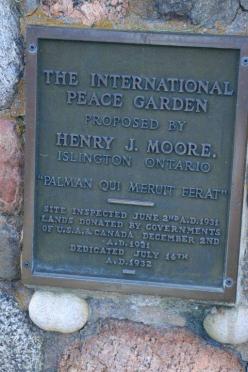 THE INTERNATIONAL
PEACE GARDEN
PROPOSED BY
HENRY J. MOORE.
ISLINGTON ONTARIO
"PALMAN QUI MERUIT FERAT"
SITE INSPECTED JUNE 2ND A.D. 1931
LANDS DONATED BY GOVERNMENTS
OF U.S.A. & CANADA DECEMBER 2ND
A.D. 1931
DEDICATED JULY 14TH
A.D. 1932